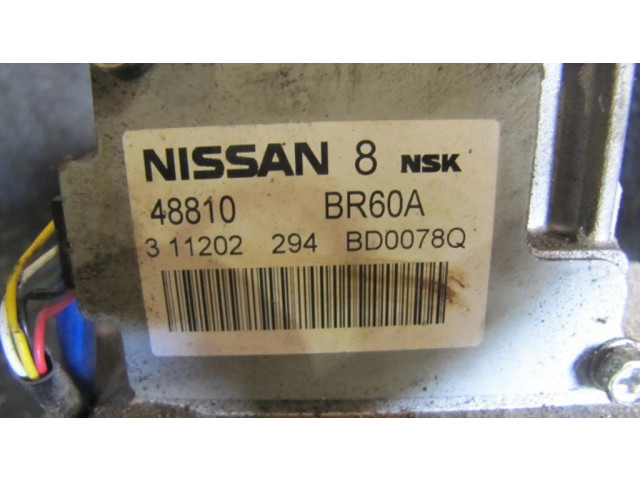 NISSAN 8 NSK
48810 BR60A
3 11202 294 BD0078Q